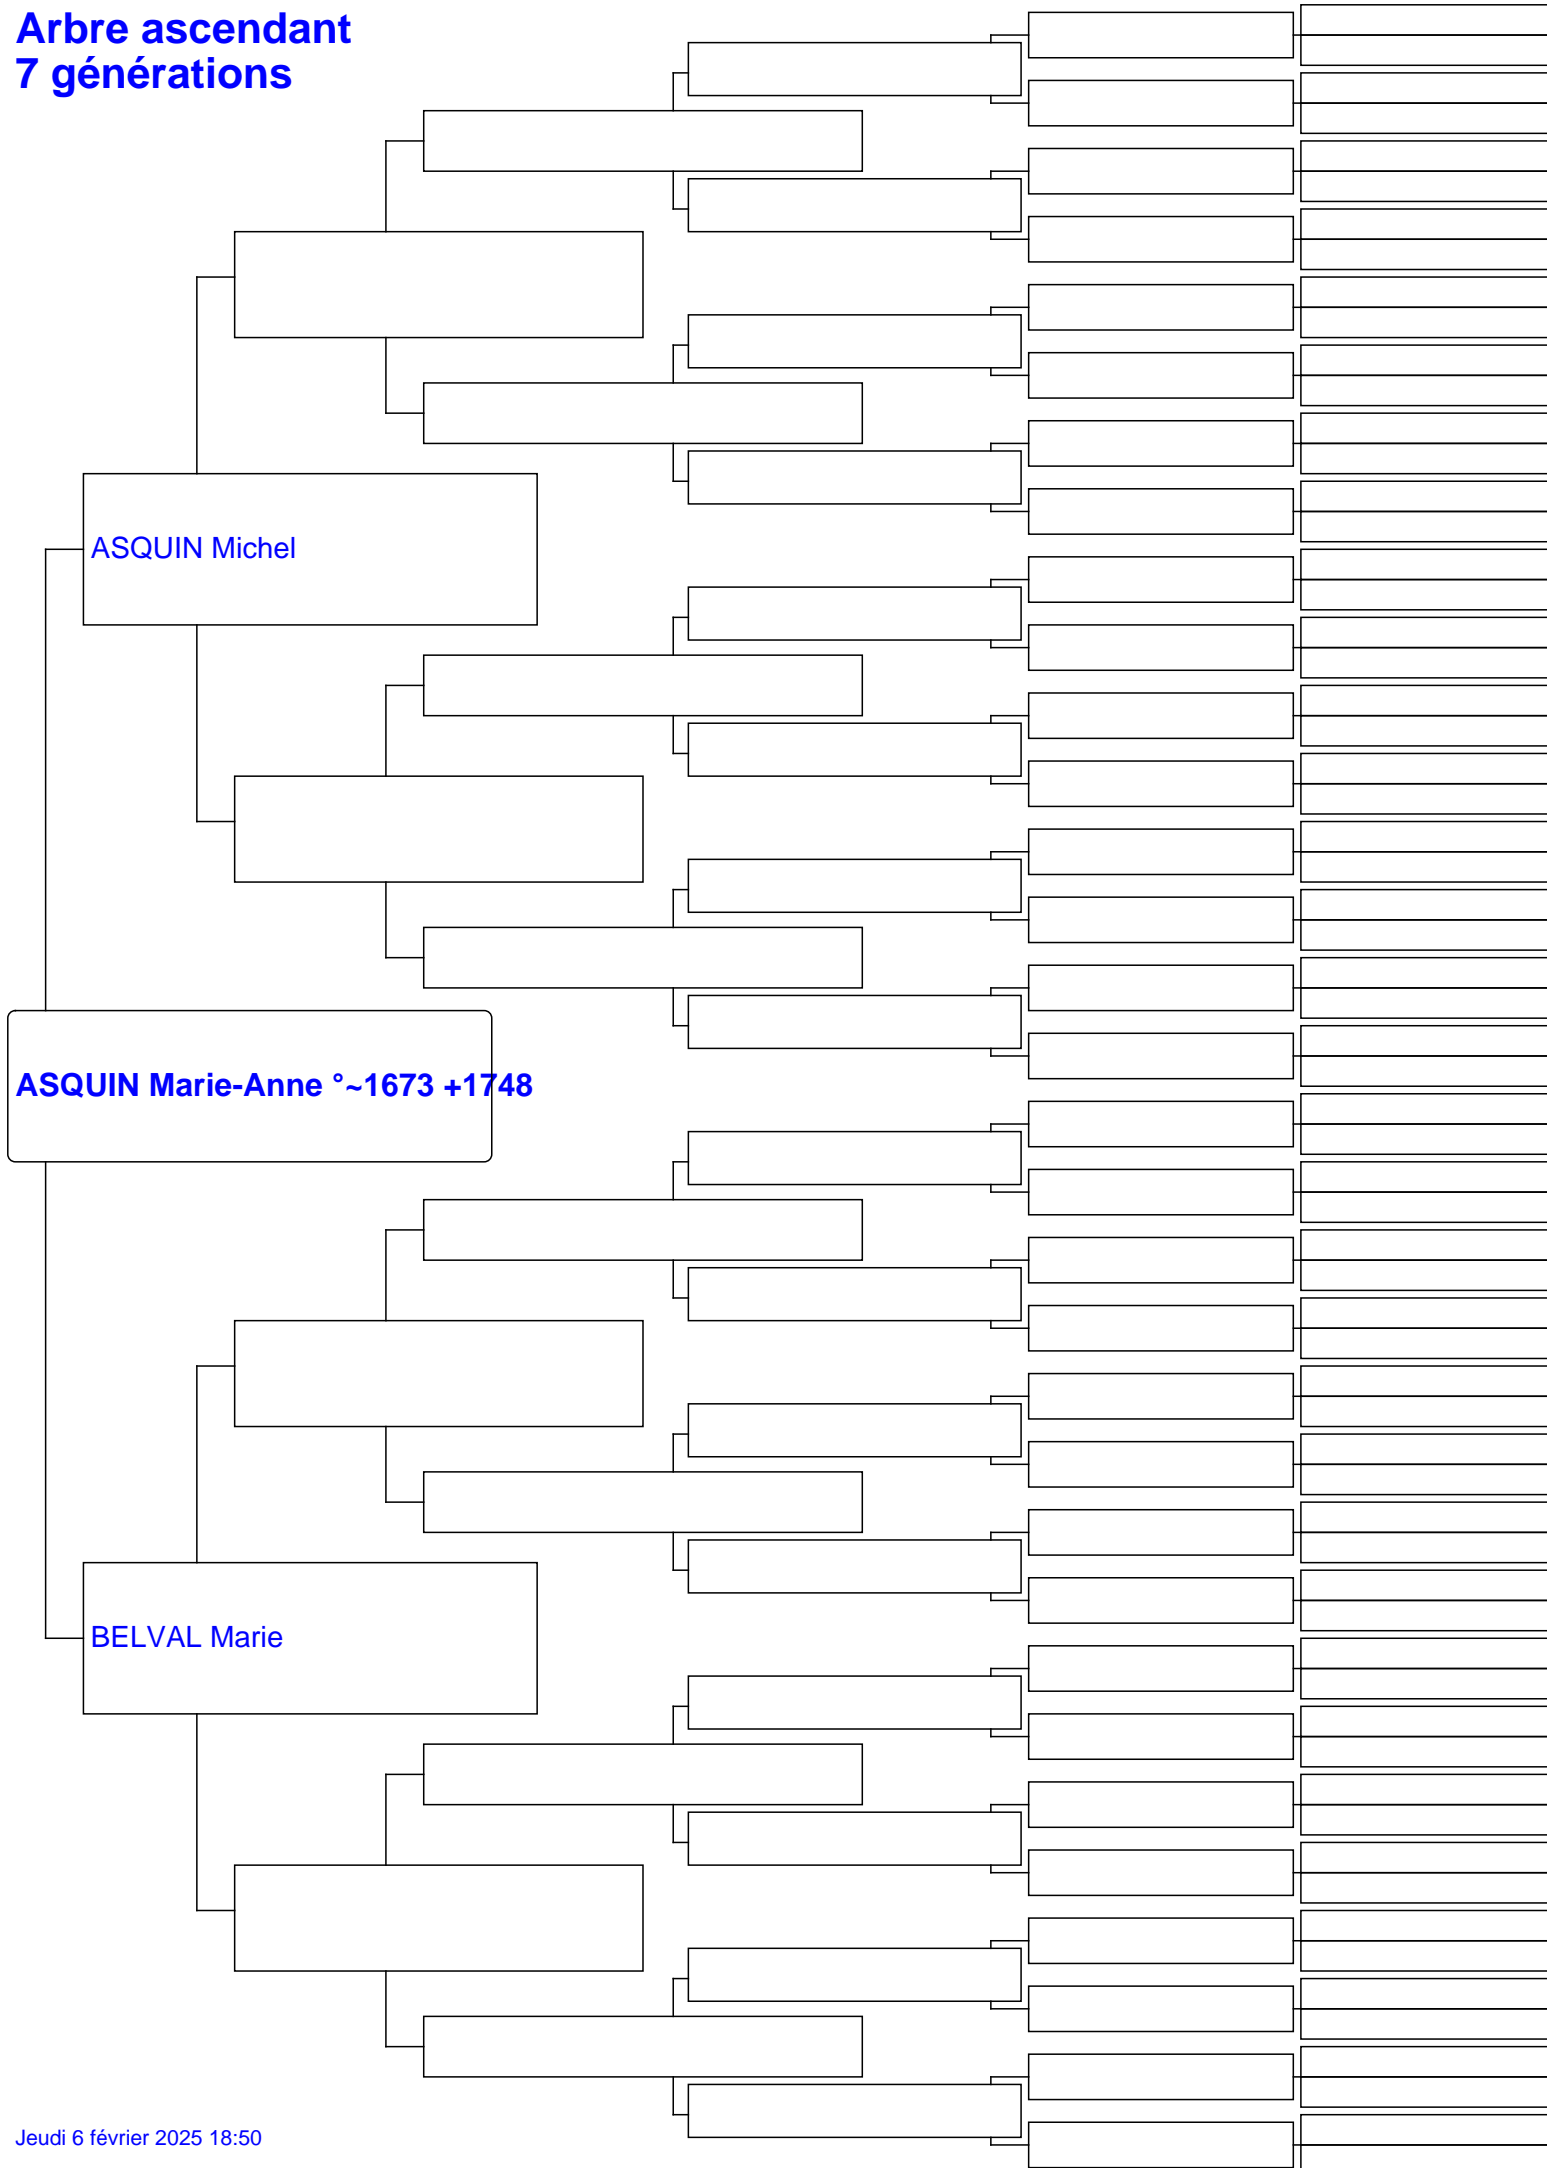 Arbre ascendant
7 générations
ASQUIN Michel
ASQUIN Marie-Anne °~1673 +1748
BELVAL Marie
Jeudi 6 février 2025 18:50